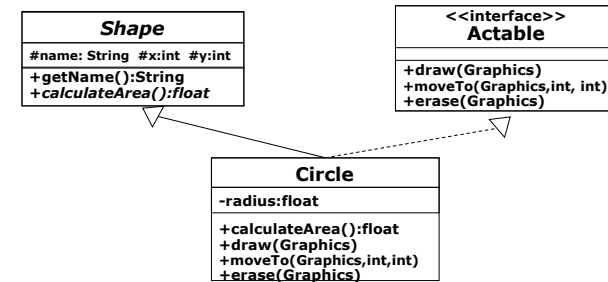 Shape
#name: String #x:int #y:int
+getName():String
+calculateArea():float
<<interface>>
Actable
+draw(Graphics)
+moveTo(Graphics,int, int)
+erase(Graphics)
Circle
-radius:float
+calculateArea():float
+draw(Graphics)
+moveTo(Graphics,int,int)
+erase(Graphics)